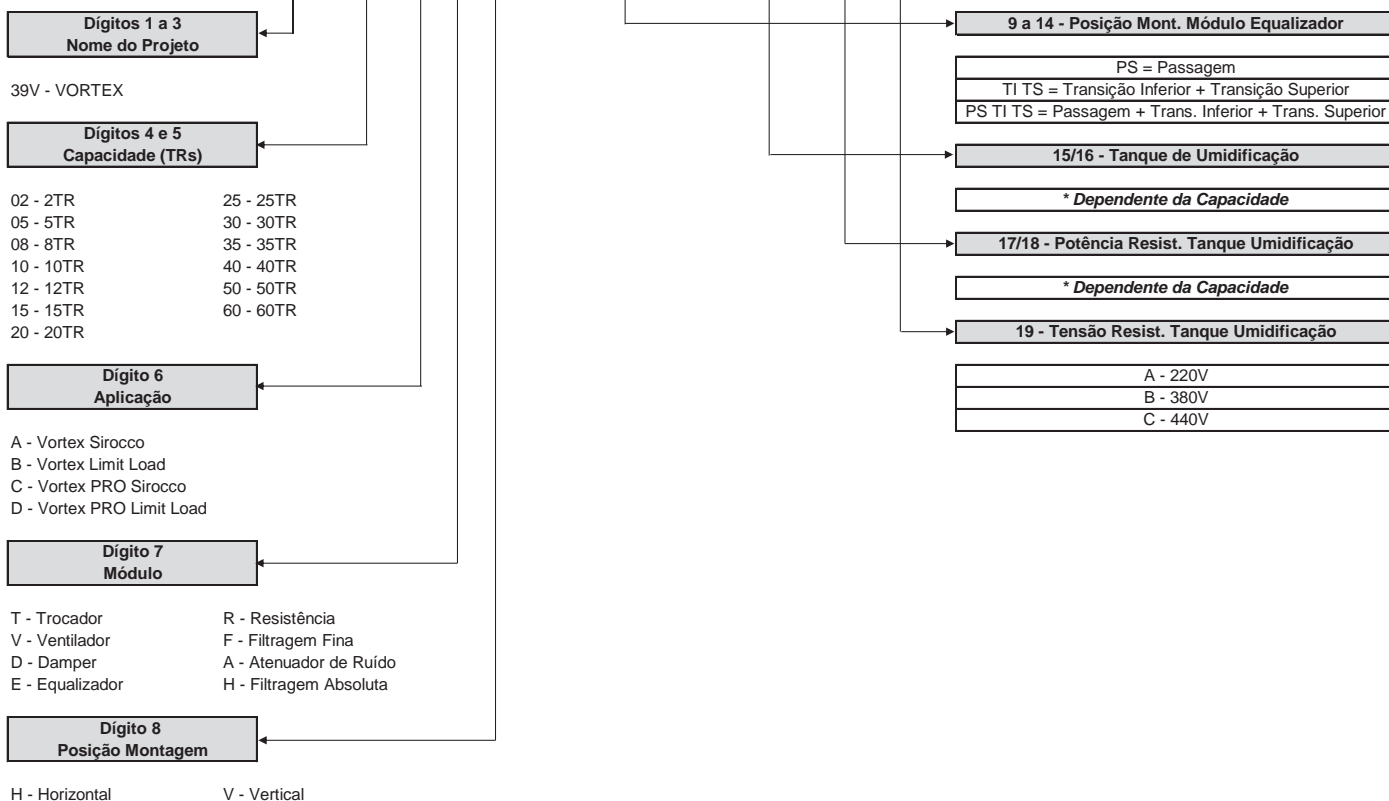 Dígitos 1 a 3
Nome do Projeto
39V - VORTEX
Dígitos 4 e 5
Capacidade (TRs)
02 - 2TR 25 - 25TR
05 - 5TR 30 - 30TR
08 - 8TR 35 - 35TR
10 - 10TR 40 - 40TR
12 - 12TR 50 - 50TR
15 - 15TR 60 - 60TR
20 - 20TR
Dígito 6
Aplicação
A - Vortex Sirocco
B - Vortex Limit Load
C - Vortex PRO Sirocco
D - Vortex PRO Limit Load
Dígito 7
Módulo
T - Trocador R - Resistência
V - Ventilador F - Filtragem Fina
D - Damper A - Atenuador de Ruído
E - Equalizador H - Filtragem Absoluta
Dígito 8
Posição Montagem
H - Horizontal V - Vertical
9 a 14 - Posição Mont. Módulo Equalizador
PS = Passagem
TI TS = Transição Inferior + Transição Superior
PS TI TS = Passagem + Trans. Inferior + Trans. Superior
15/16 - Tanque de Umidificação
* Dependente da Capacidade
17/18 - Potência Resist. Tanque Umidificação
* Dependente da Capacidade
19 - Tensão Resist. Tanque Umidificação
A - 220V
B - 380V
C - 440V